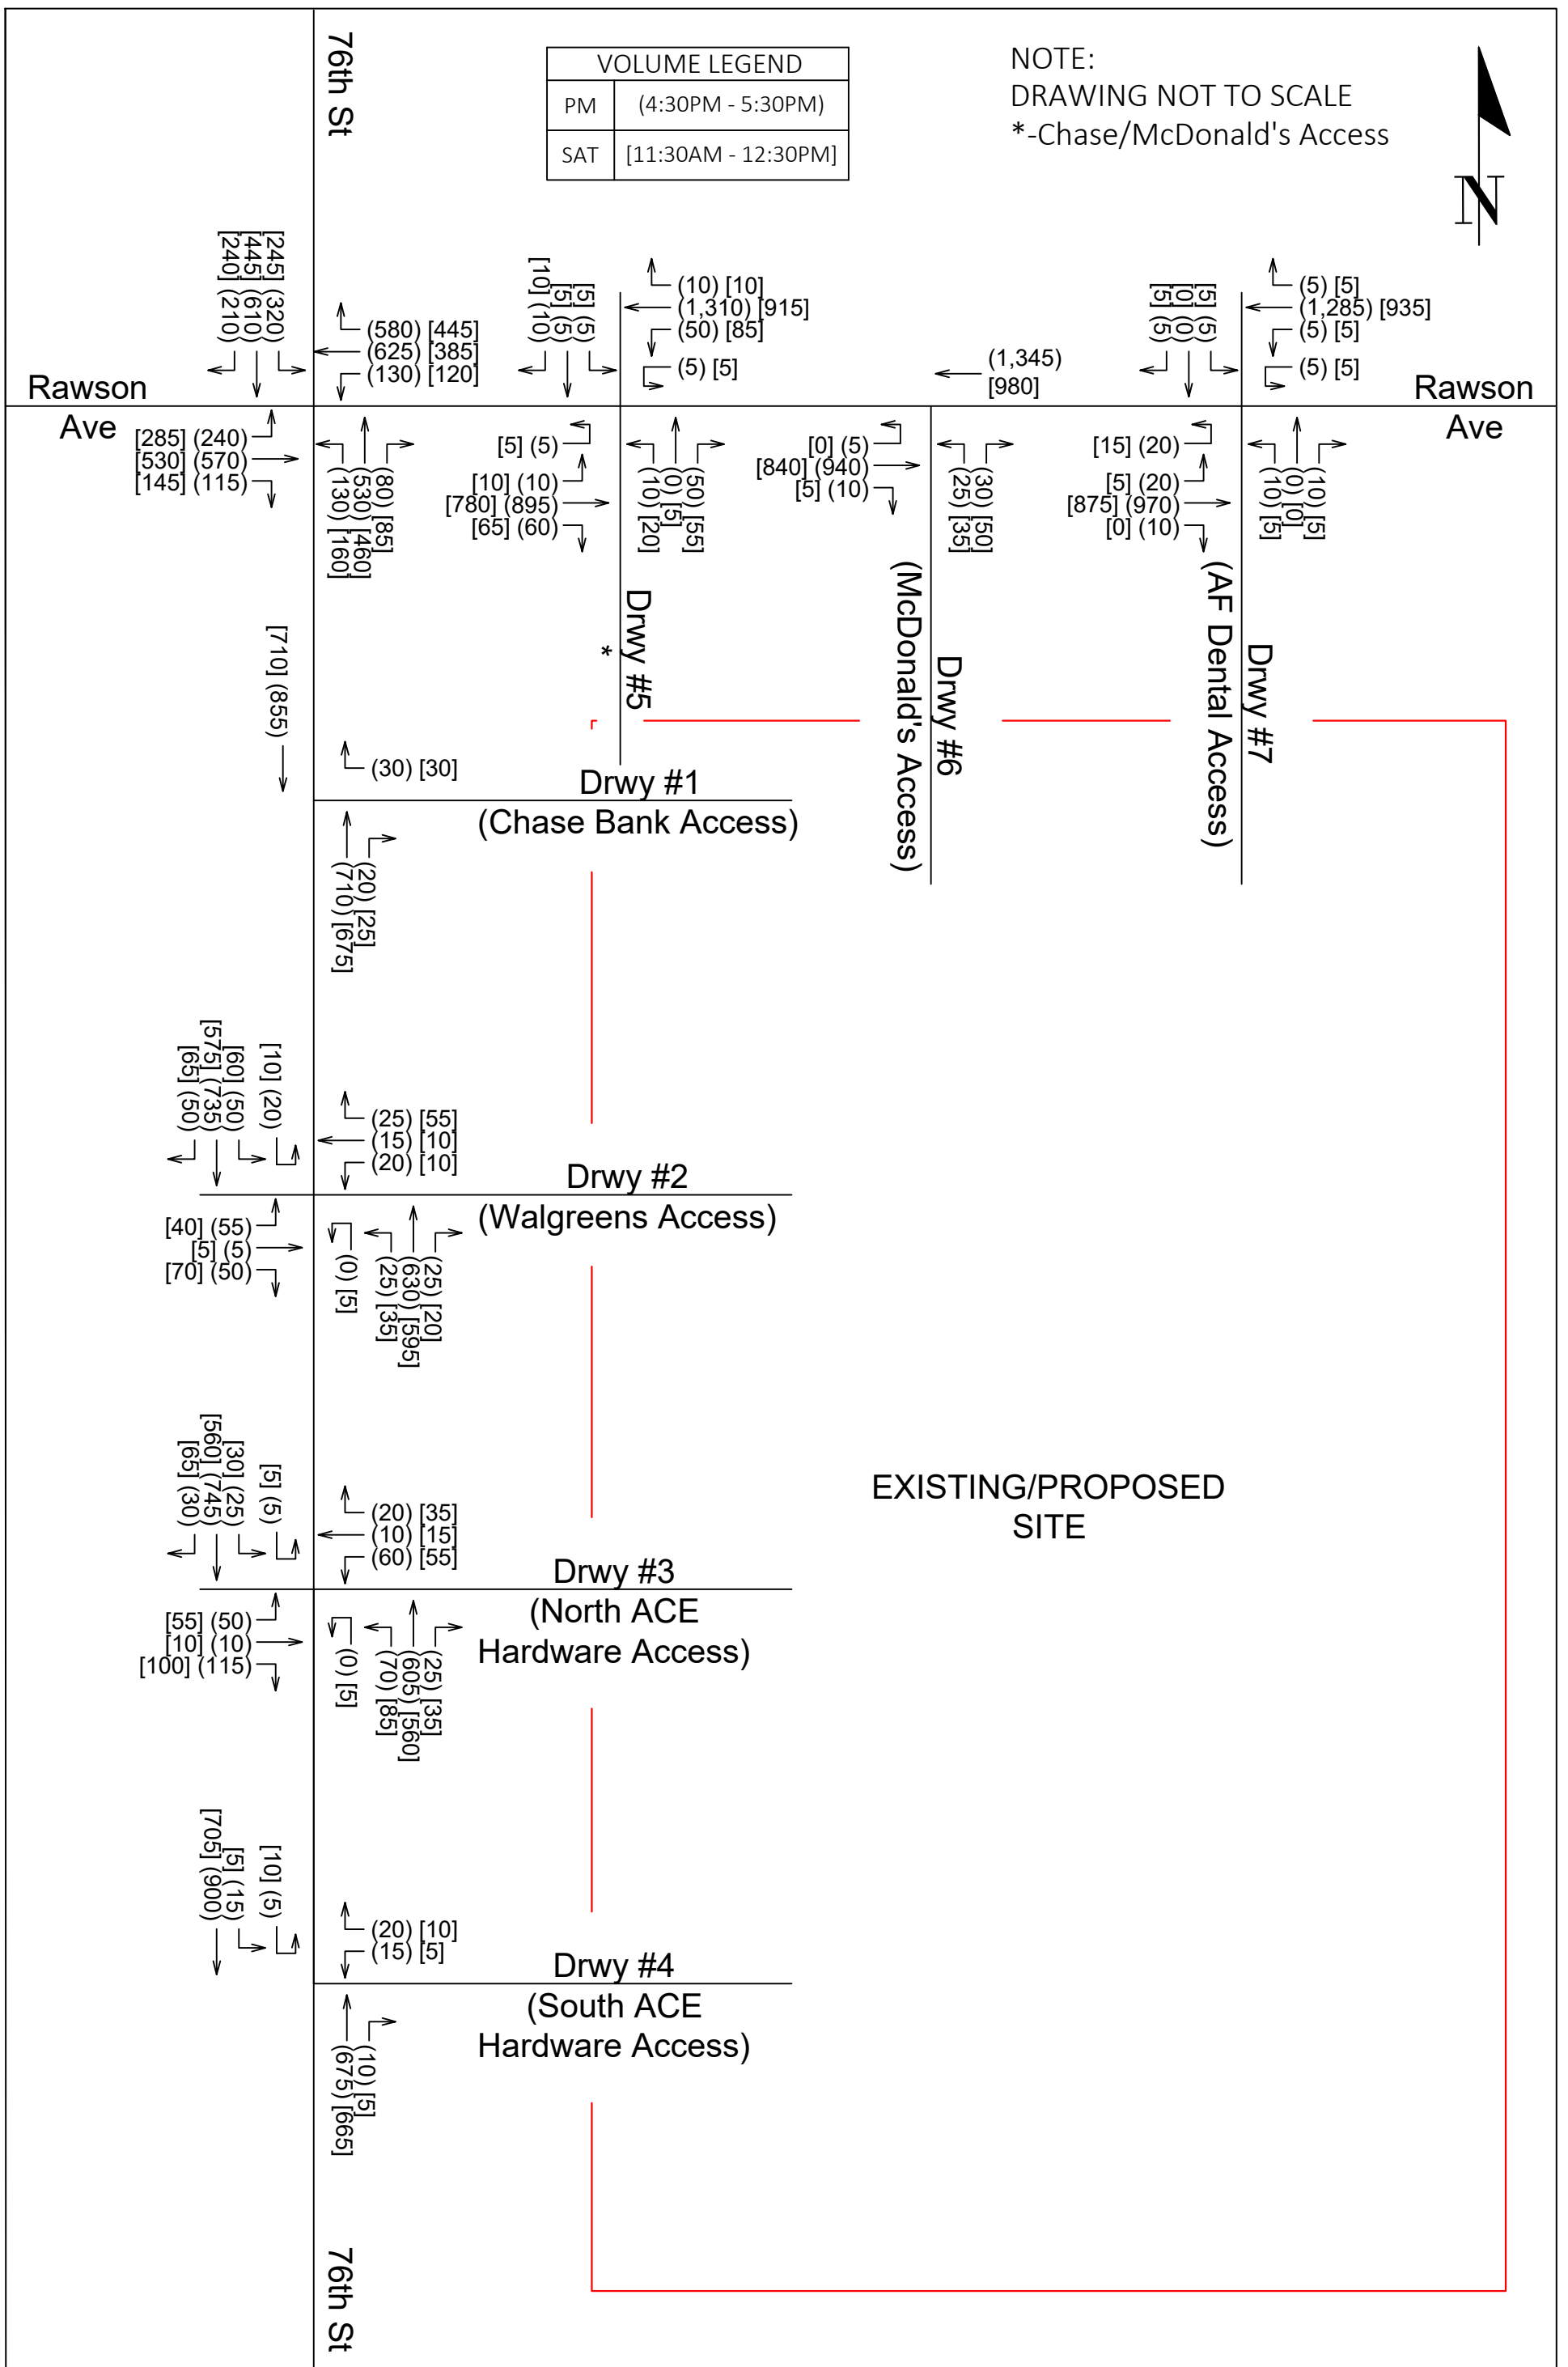 76th St
VOLUME LEGEND
PM (4:30PM - 5:30PM)
SAT [11:30AM - 12:30PM]
NOTE:
DRAWING NOT TO SCALE
*-Chase/McDonald's Access
N
[245] (320)
[445] (610)
[240] (210)
(580) [445]
(625) [385]
(130) [120]
[5] (5)
[5] (5)
[10] (10)
(10) [10]
(1,310) [915]
(50) [85]
(5) [5]
(1,345)
[980]
[5] (5)
[0] (0)
[5] (5)
(5) [5]
(1,285) [935]
(5) [5]
(5) [5]
Rawson
Ave
Rawson
Ave
[285] (240)
[530] (570)
[145] (115)
(80) [85]
(530) [460]
(130) [160]
[5] (5)
[10] (10)
[780] (895)
[65] (60)
(50) [55]
(0) [5]
(10) [20]
[0] (5)
[840] (940)
[5] (10)
(30) [50]
(25) [35]
[15] (20)
[5] (20)
[875] (970)
[0] (10)
(10) [5]
(0) [0]
(10) [5]
Drwy #5
*
Drwy #6
(McDonald's Access)
Drwy #7
(AF Dental Access)
[710] (855)
(30) [30]
Drwy #1
(Chase Bank Access)
(20) [25]
(710) [675]
[10] (20)
[60] (50)
[575] (735)
[65] (50)
(25) [55]
(15) [10]
(20) [10]
Drwy #2
(Walgreens Access)
[40] (55)
[5] (5)
[70] (50)
(0) [5]
(25) [20]
(630) [595]
(25) [35]
[5] (5)
[30] (25)
[560] (745)
[65] (30)
(20) [35]
(10) [15]
(60) [55]
EXISTING/PROPOSED
SITE
Drwy #3
(North ACE
Hardware Access)
[55] (50)
[10] (10)
[100] (115)
(0) [5]
(25) [35]
(605) [560]
(70) [85]
[10] (5)
[5] (15)
[705] (900)
(20) [10]
(15) [5]
Drwy #4
(South ACE
Hardware Access)
(10) [5]
(675) [665]
76th St